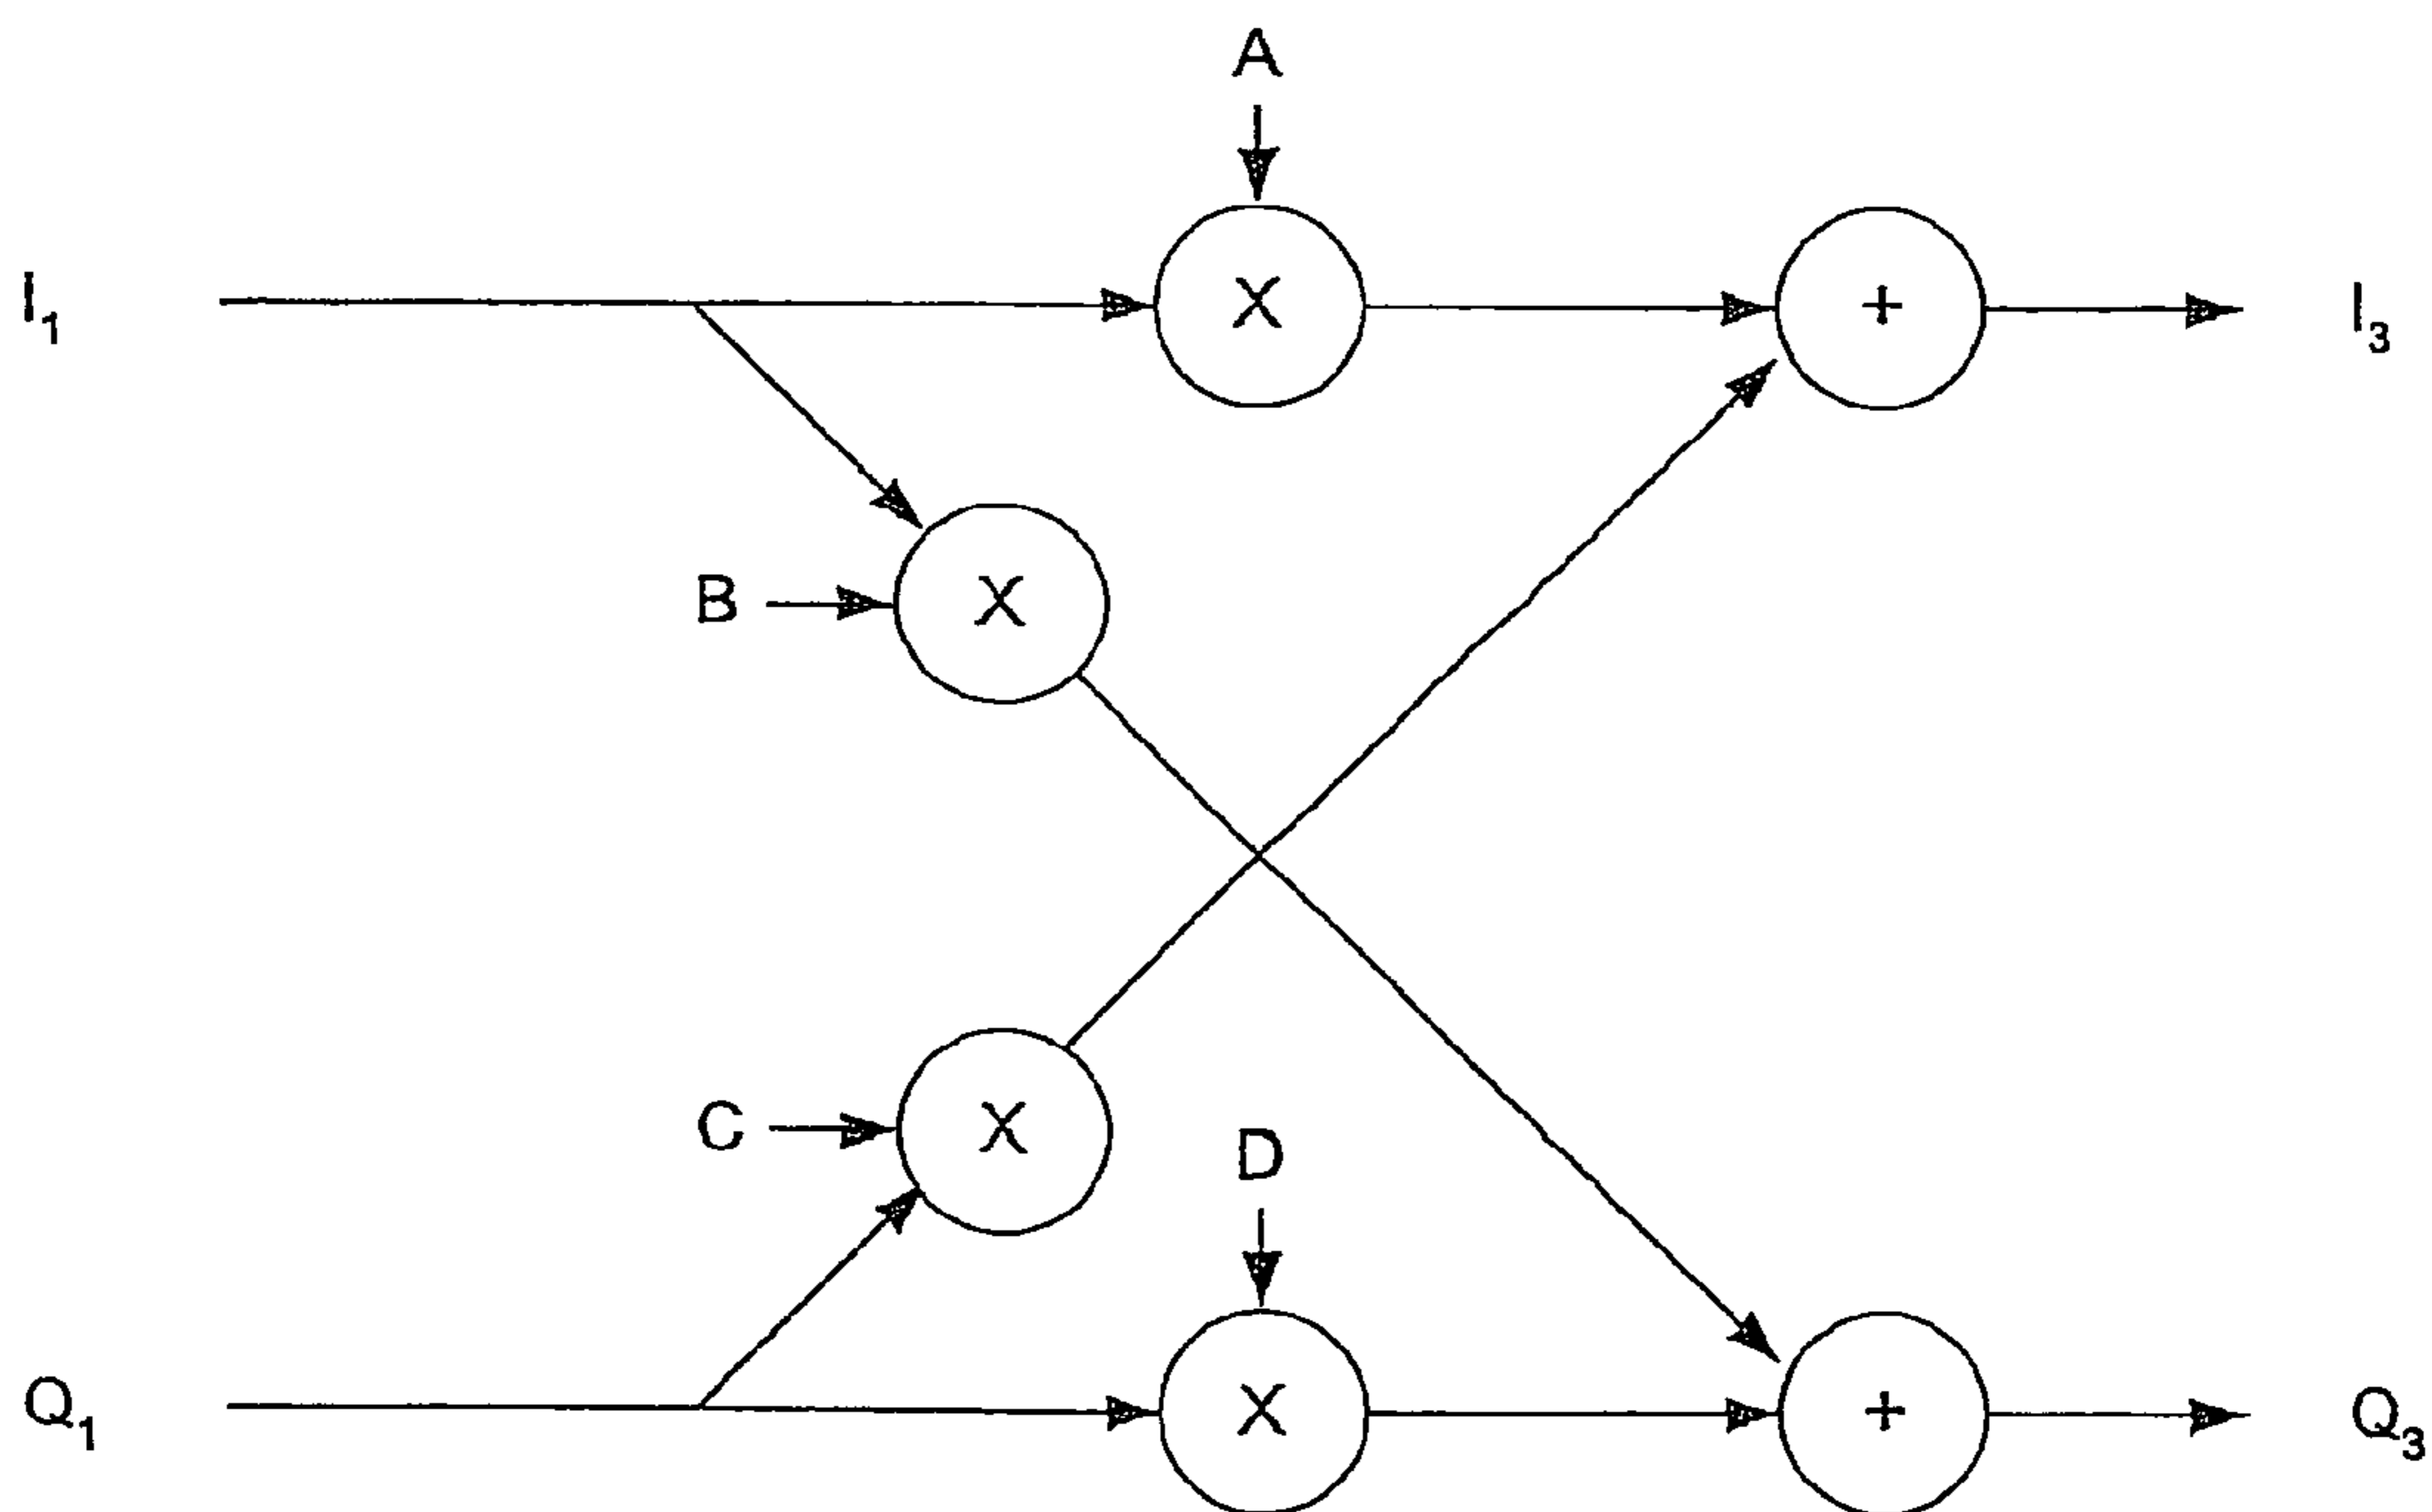 A
I₁ X + I₃
B X
C X
D
Q₁ X + Q₃